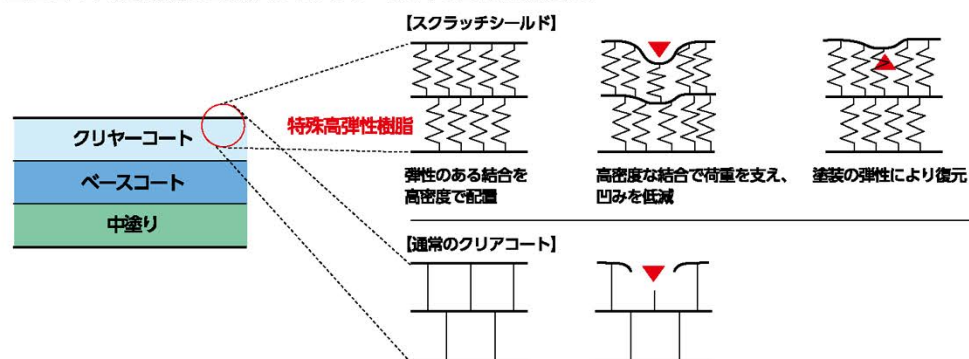 【スクラッチシールド】
特殊高弾性樹脂
クリヤーコート
ベースコート
中塗り
弾性のある結合を
高密度で配置
高密度な結合で荷重を支え、
凹みを低減
塗装の弾性により復元
【通常のクリアコート】